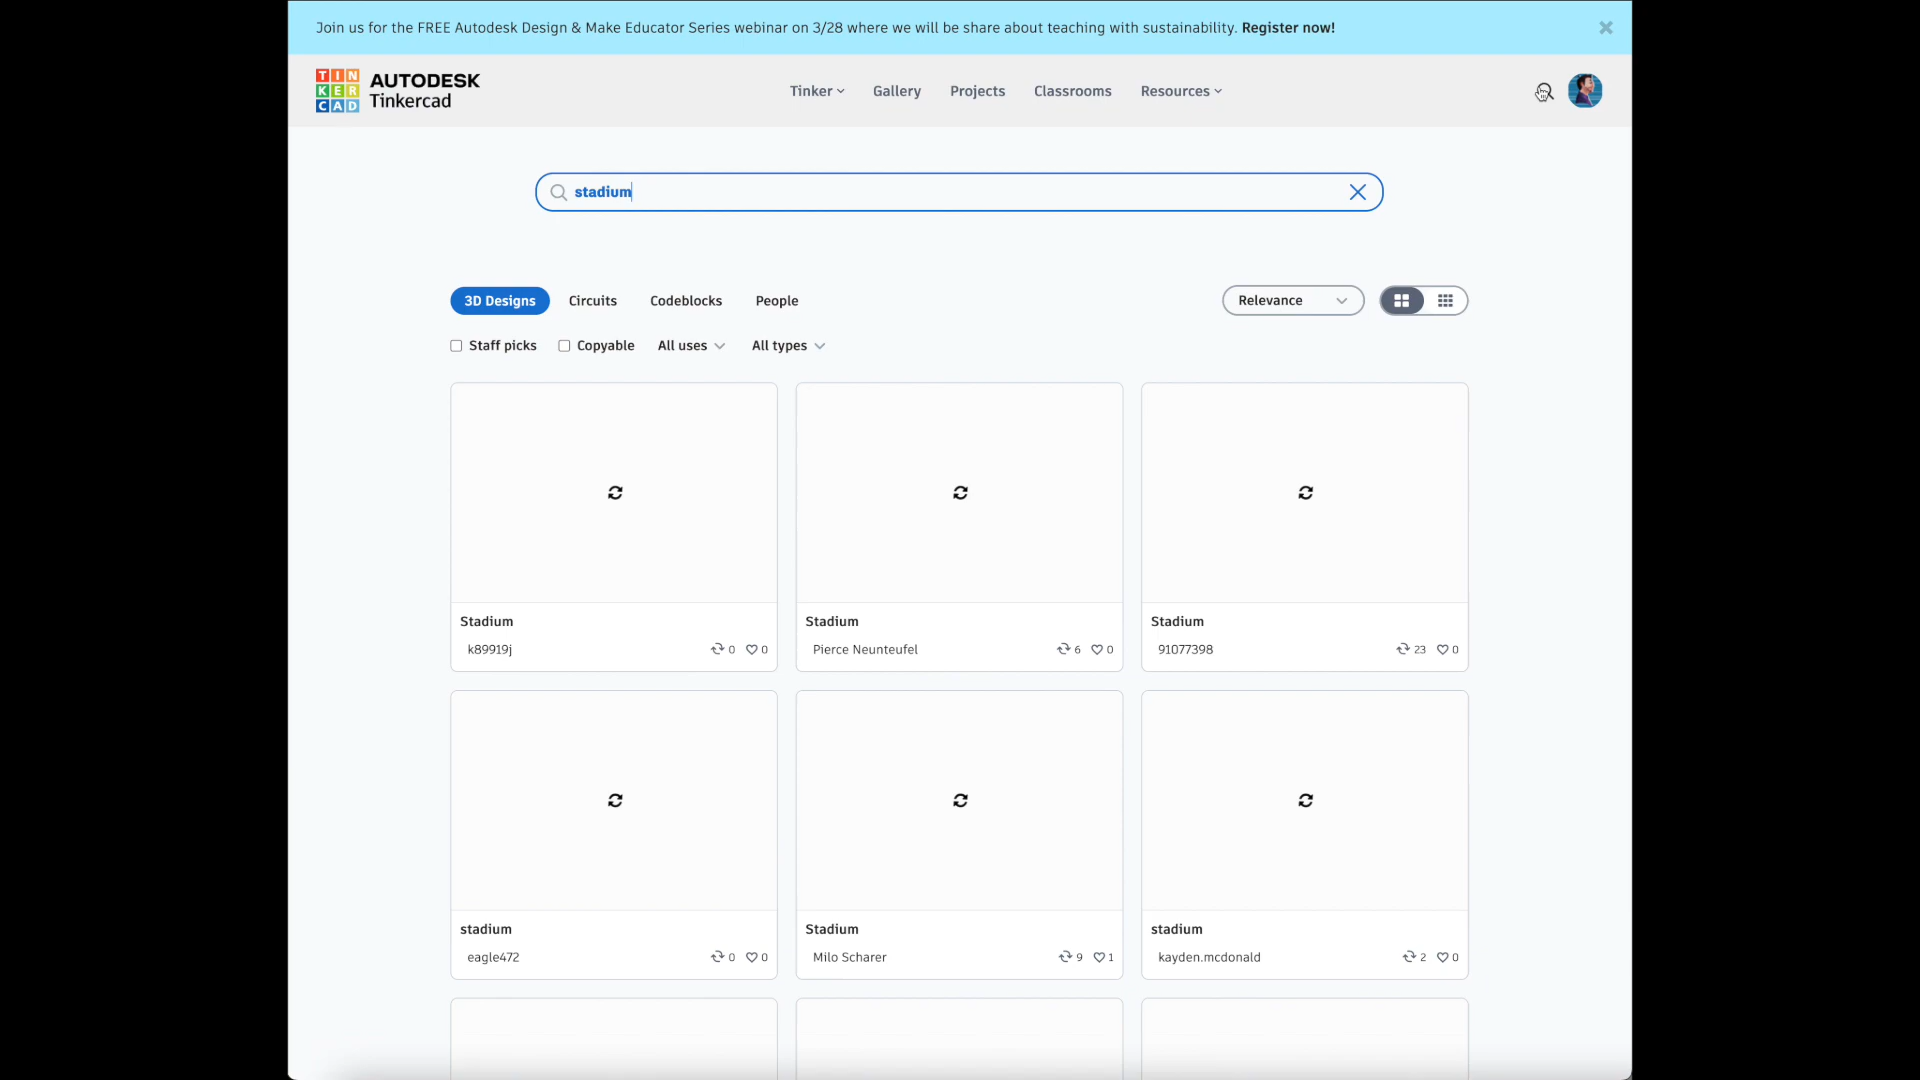 Join us for the FREE Autodesk Design & Make Educator Series webinar on 3/28 where we will be share about teaching with sustainability. Register now!
TIN
KER
CAD
AUTODESK
Tinkercad
Tinker
Gallery
Projects
Classrooms
Resources
stadium
3D Designs
Circuits
Codeblocks
People
Relevance
Staff picks
Copyable
All uses
All types
Stadium
k89919j
0
0
Stadium
Pierce Neunteufel
6
0
Stadium
91077398
23
0
stadium
eagle472
0
0
Stadium
Milo Scharer
9
1
stadium
kayden.mcdonald
2
0